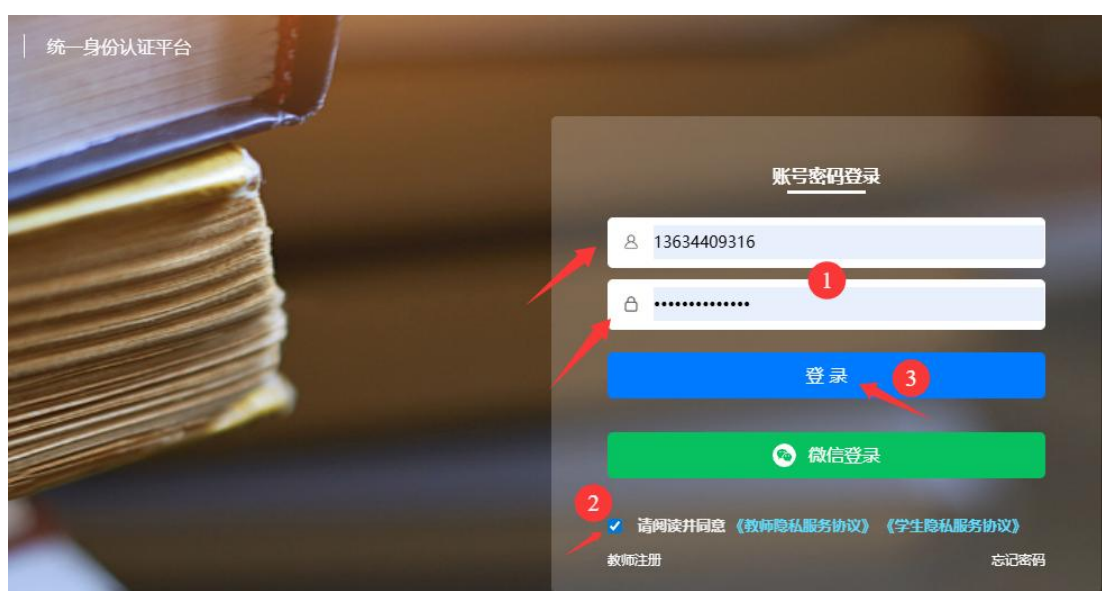 统一身份认证平台
账号密码登录
13634409316
1
••••••••••••••
登 录
3
微信登录
2
请阅读并同意 《教师隐私服务协议》 《学生隐私服务协议》
教师注册 忘记密码